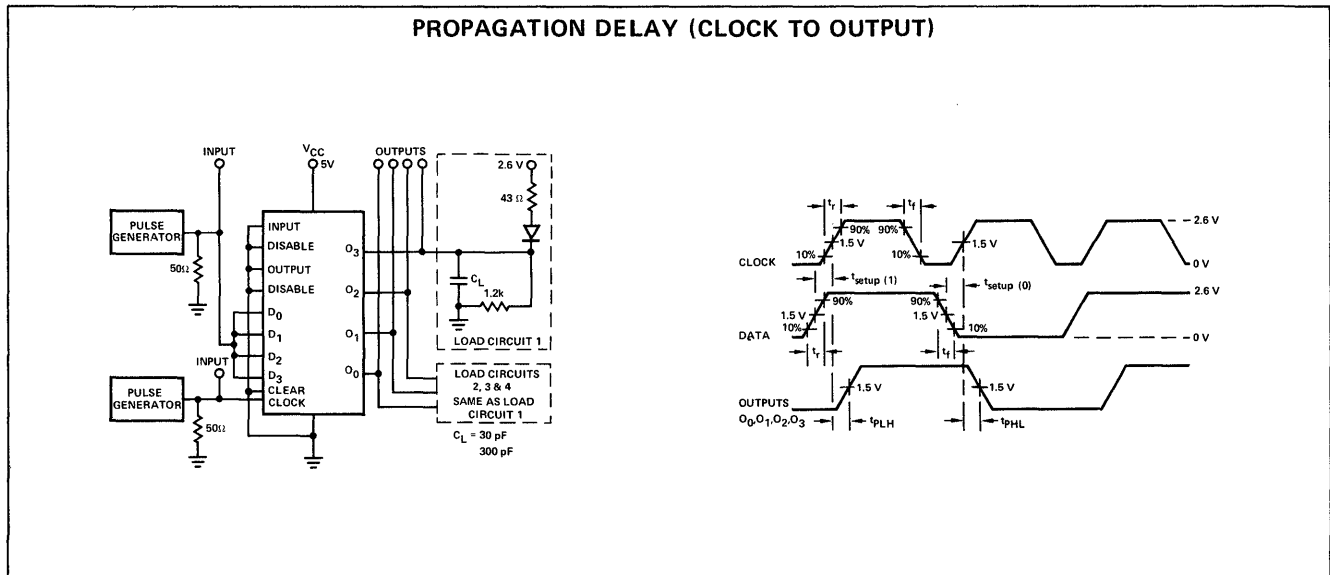 PROPAGATION DELAY (CLOCK TO OUTPUT)
INPUT
VCC
5V
OUTPUTS
2.6 V
43 Ω
PULSE
GENERATOR
50Ω
INPUT
DISABLE
OUTPUT
DISABLE
D0
D1
D2
D3
CLEAR
CLOCK
O3
O2
O1
O0
CL
1.2k
LOAD CIRCUIT 1
INPUT
PULSE
GENERATOR
50Ω
LOAD CIRCUITS
2, 3 & 4
SAME AS LOAD
CIRCUIT 1
CL = 30 pF
300 pF
tr
tf
90%
90%
2.6 V
1.5 V
1.5 V
10%
10%
CLOCK
0 V
tsetup (1)
tsetup (0)
2.6 V
90%
90%
1.5 V
1.5 V
10%
10%
DATA
0 V
tr
tf
1.5 V
1.5 V
OUTPUTS
O0,O1,O2,O3
tPLH
tPHL